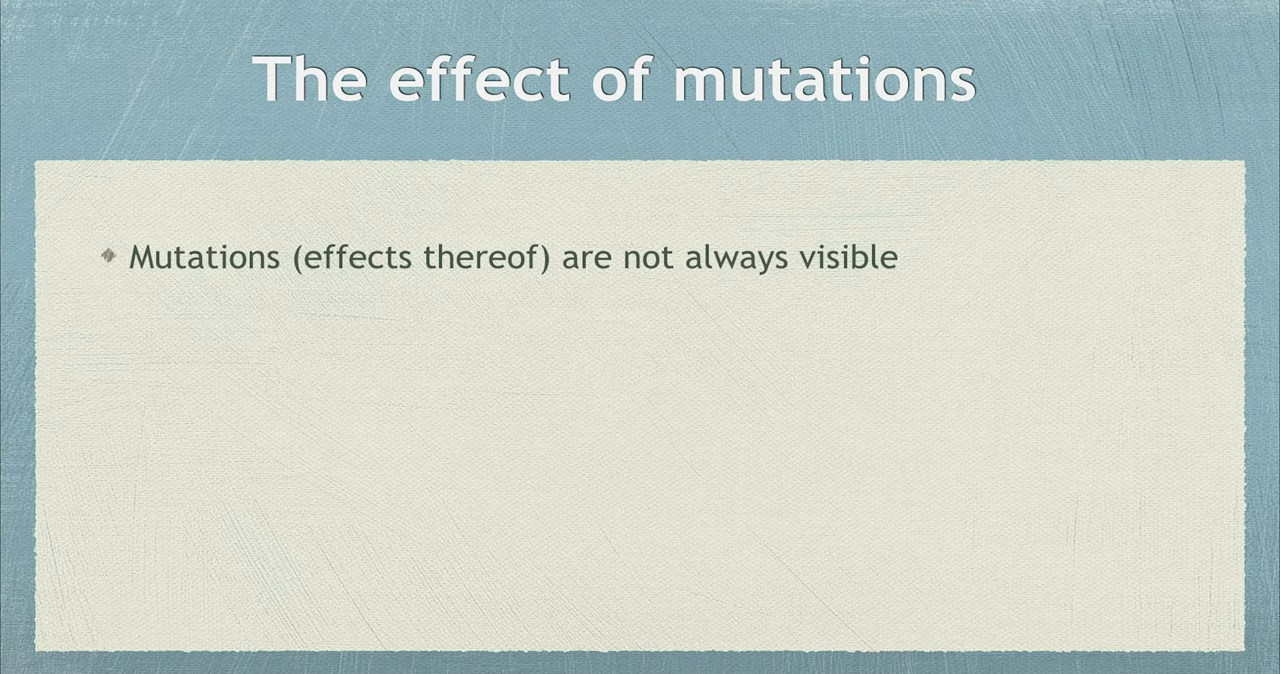 The effect of mutations
Mutations (effects thereof) are not always visible